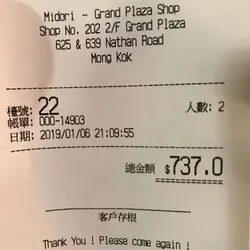 Midori - Grand Plaza Shop
Shop No. 202 2/F Grand Plaza
625 & 639 Nathan Road
Mong Kok
檯號: 22 人數: 2
帳單: 000-14903
日期: 2019/01/06 21:09:55
總金額 $737.0
客戶存根
Thank You ! Please come again !